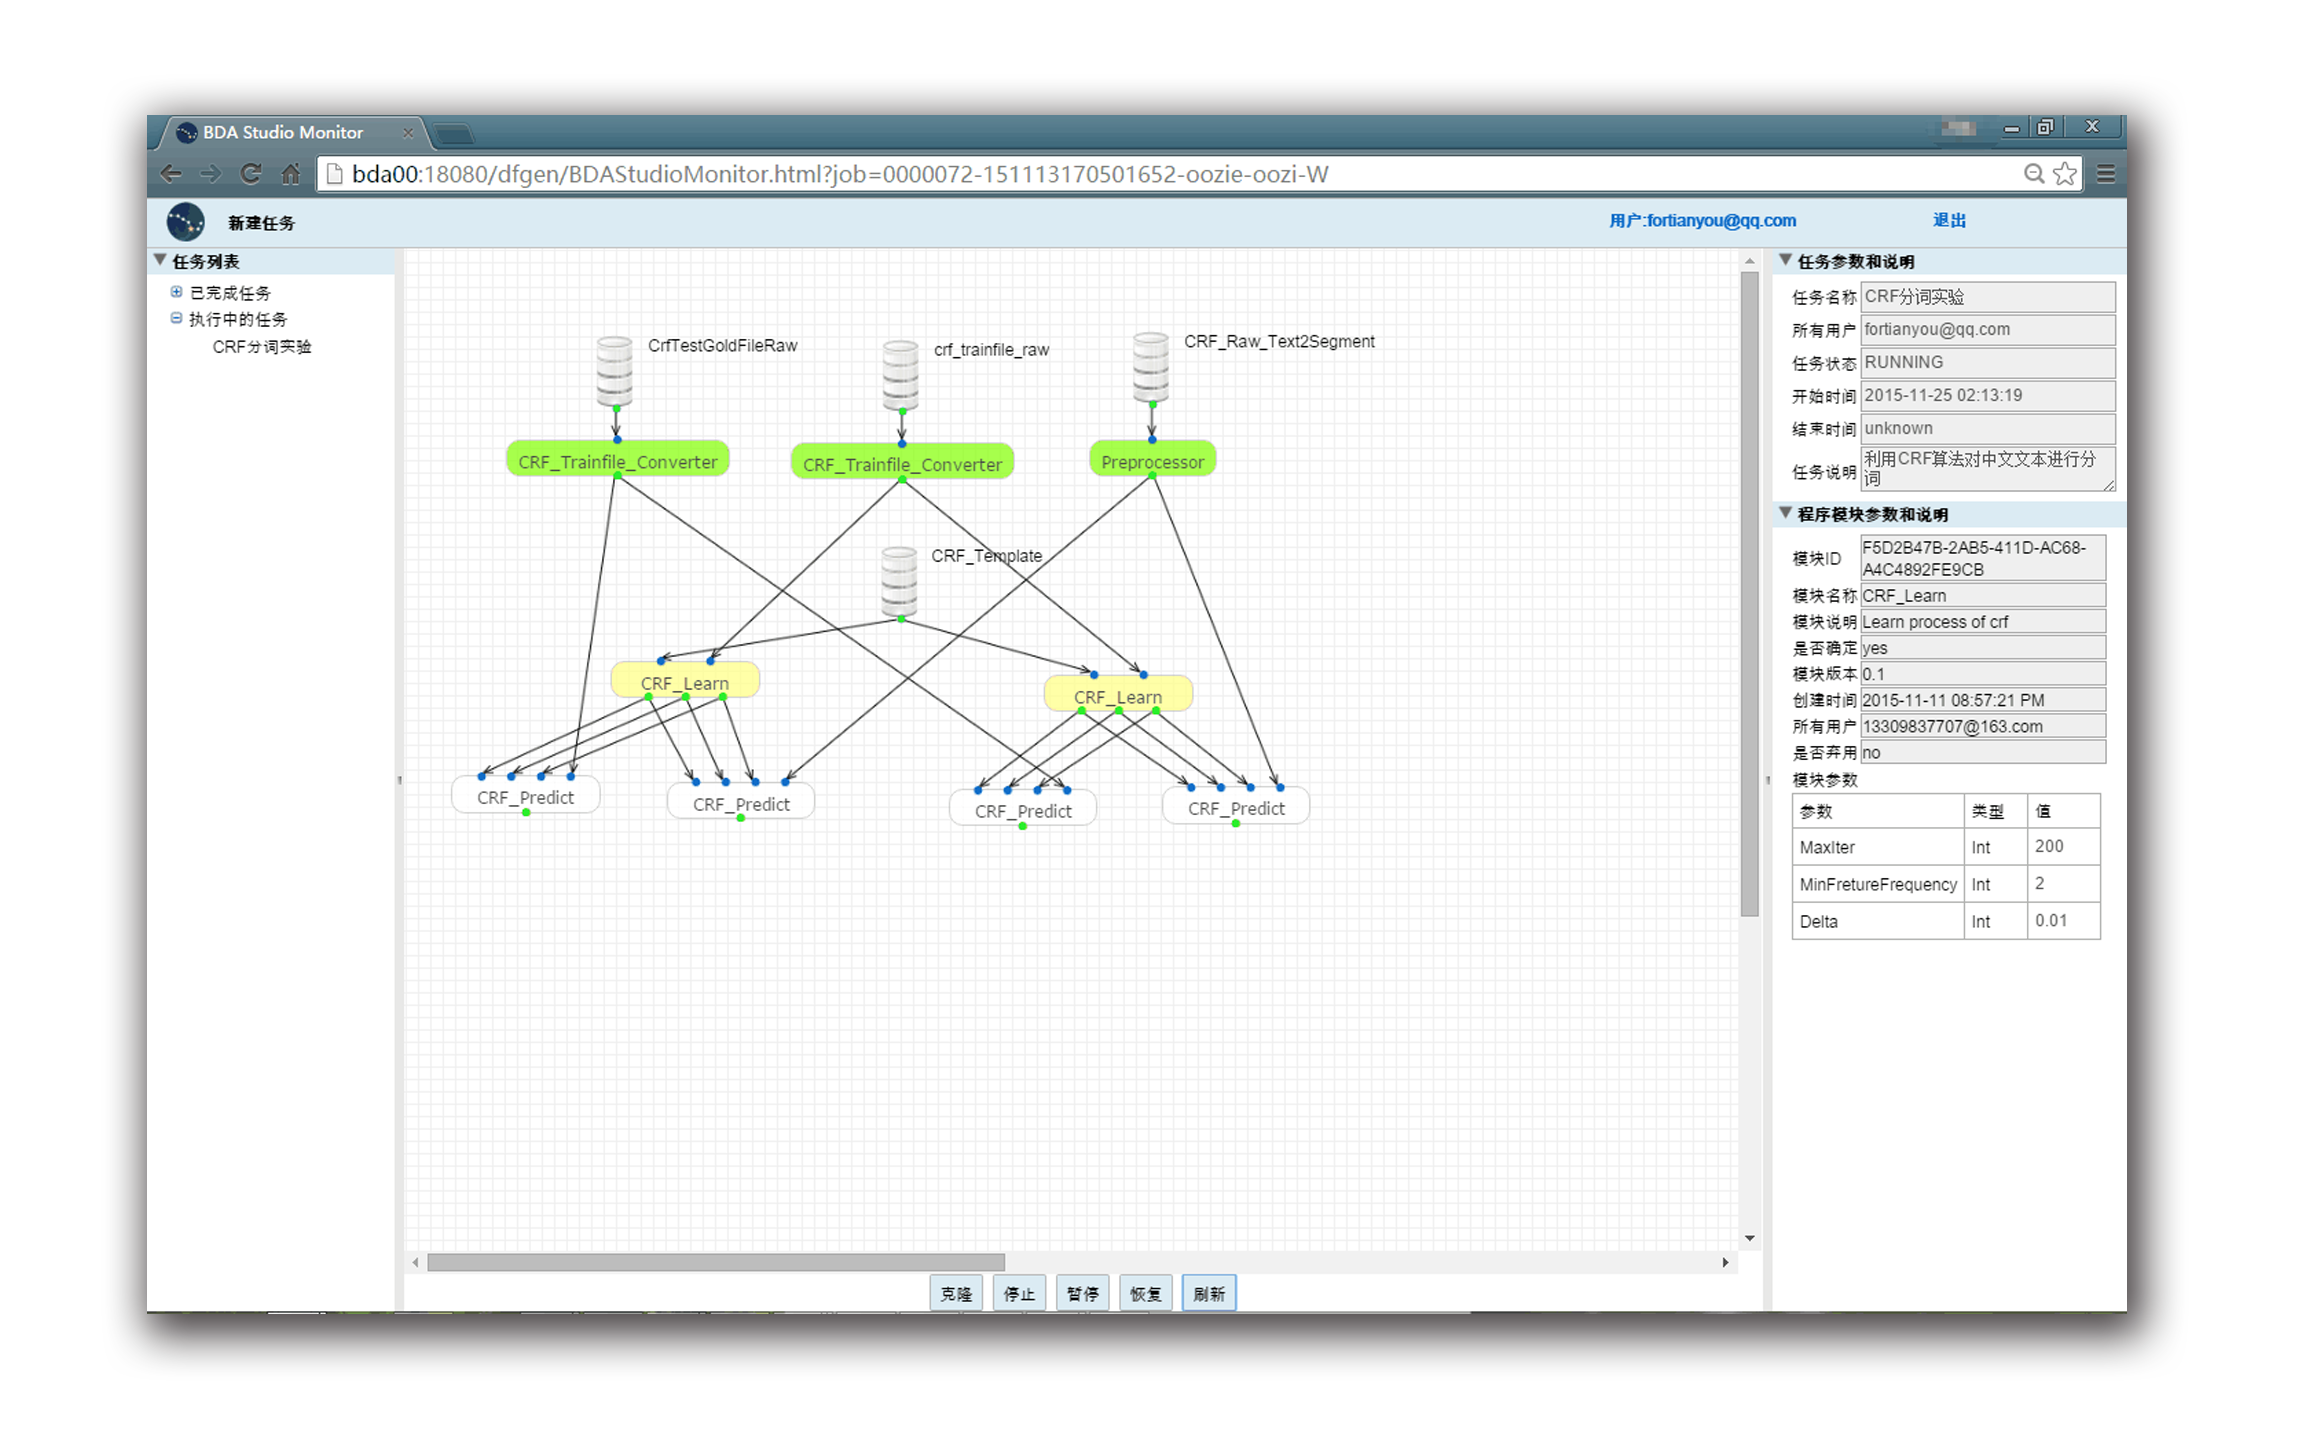 BDA Studio Monitor
bda00:18080/dfgen/BDAStudioMonitor.html?job=0000072-151113170501652-oozie-oozi-W
新建任务
用户:fortianyou@qq.com
退出
任务列表
已完成任务
执行中的任务
CRF分词实验
CrfTestGoldFileRaw
crf_trainfile_raw
CRF_Raw_Text2Segment
CRF_Trainfile_Converter
CRF_Trainfile_Converter
Preprocessor
CRF_Template
CRF_Learn
CRF_Learn
CRF_Predict
CRF_Predict
CRF_Predict
CRF_Predict
克隆
停止
暂停
恢复
刷新
任务参数和说明
任务名称 CRF分词实验
所有用户 fortianyou@qq.com
任务状态 RUNNING
开始时间 2015-11-25 02:13:19
结束时间 unknown
任务说明 利用CRF算法对中文文本进行分
词
程序模块参数和说明
模块ID F5D2B47B-2AB5-411D-AC68-
A4C4892FE9CB
模块名称 CRF_Learn
模块说明 Learn process of crf
是否确定 yes
模块版本 0.1
创建时间 2015-11-11 08:57:21 PM
所有用户 13309837707@163.com
是否弃用 no
模块参数
参数 类型 值
MaxIter Int 200
MinFretureFrequency Int 2
Delta Int 0.01